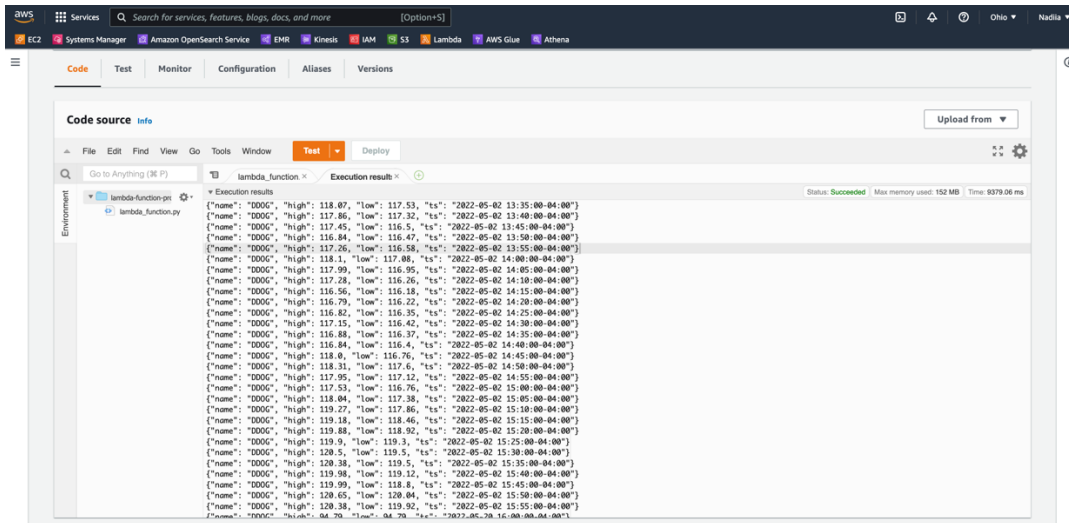 aws Services Search for services, features, blogs, docs, and more [Option+S] Ohio ▼ Nadiia ▼
EC2 Systems Manager Amazon OpenSearch Service EMR Kinesis IAM S3 Lambda AWS Glue Athena
Code Test Monitor Configuration Aliases Versions
Code source Info Upload from ▼
File Edit Find View Go Tools Window Test Deploy
Go to Anything (⌘ P) lambda_function × Execution results ×
Environment
lambda-function-pro
lambda_function.py
Execution results Status: Succeeded Max memory used: 152 MB Time: 9379.06 ms
{"name": "DDOG", "high": 118.07, "low": 117.53, "ts": "2022-05-02 13:35:00-04:00"}
{"name": "DDOG", "high": 117.86, "low": 117.32, "ts": "2022-05-02 13:40:00-04:00"}
{"name": "DDOG", "high": 117.45, "low": 116.5, "ts": "2022-05-02 13:45:00-04:00"}
{"name": "DDOG", "high": 116.84, "low": 116.47, "ts": "2022-05-02 13:50:00-04:00"}
{"name": "DDOG", "high": 117.26, "low": 116.58, "ts": "2022-05-02 13:55:00-04:00"}
{"name": "DDOG", "high": 118.1, "low": 117.08, "ts": "2022-05-02 14:00:00-04:00"}
{"name": "DDOG", "high": 117.99, "low": 116.95, "ts": "2022-05-02 14:05:00-04:00"}
{"name": "DDOG", "high": 117.28, "low": 116.26, "ts": "2022-05-02 14:10:00-04:00"}
{"name": "DDOG", "high": 116.56, "low": 116.18, "ts": "2022-05-02 14:15:00-04:00"}
{"name": "DDOG", "high": 116.79, "low": 116.22, "ts": "2022-05-02 14:20:00-04:00"}
{"name": "DDOG", "high": 116.82, "low": 116.35, "ts": "2022-05-02 14:25:00-04:00"}
{"name": "DDOG", "high": 117.15, "low": 116.42, "ts": "2022-05-02 14:30:00-04:00"}
{"name": "DDOG", "high": 116.88, "low": 116.37, "ts": "2022-05-02 14:35:00-04:00"}
{"name": "DDOG", "high": 116.84, "low": 116.4, "ts": "2022-05-02 14:40:00-04:00"}
{"name": "DDOG", "high": 118.0, "low": 116.76, "ts": "2022-05-02 14:45:00-04:00"}
{"name": "DDOG", "high": 118.31, "low": 117.6, "ts": "2022-05-02 14:50:00-04:00"}
{"name": "DDOG", "high": 117.95, "low": 117.12, "ts": "2022-05-02 14:55:00-04:00"}
{"name": "DDOG", "high": 117.53, "low": 116.76, "ts": "2022-05-02 15:00:00-04:00"}
{"name": "DDOG", "high": 118.04, "low": 117.38, "ts": "2022-05-02 15:05:00-04:00"}
{"name": "DDOG", "high": 119.27, "low": 117.86, "ts": "2022-05-02 15:10:00-04:00"}
{"name": "DDOG", "high": 119.18, "low": 118.46, "ts": "2022-05-02 15:15:00-04:00"}
{"name": "DDOG", "high": 119.88, "low": 118.92, "ts": "2022-05-02 15:20:00-04:00"}
{"name": "DDOG", "high": 119.9, "low": 119.3, "ts": "2022-05-02 15:25:00-04:00"}
{"name": "DDOG", "high": 120.5, "low": 119.5, "ts": "2022-05-02 15:30:00-04:00"}
{"name": "DDOG", "high": 120.38, "low": 119.5, "ts": "2022-05-02 15:35:00-04:00"}
{"name": "DDOG", "high": 119.98, "low": 119.12, "ts": "2022-05-02 15:40:00-04:00"}
{"name": "DDOG", "high": 119.99, "low": 118.8, "ts": "2022-05-02 15:45:00-04:00"}
{"name": "DDOG", "high": 120.65, "low": 120.04, "ts": "2022-05-02 15:50:00-04:00"}
{"name": "DDOG", "high": 120.38, "low": 119.92, "ts": "2022-05-02 15:55:00-04:00"}
{"name": "DDOG", "high": 94.79, "low": 94.79, "ts": "2022-05-20 16:00:00-04:00"}